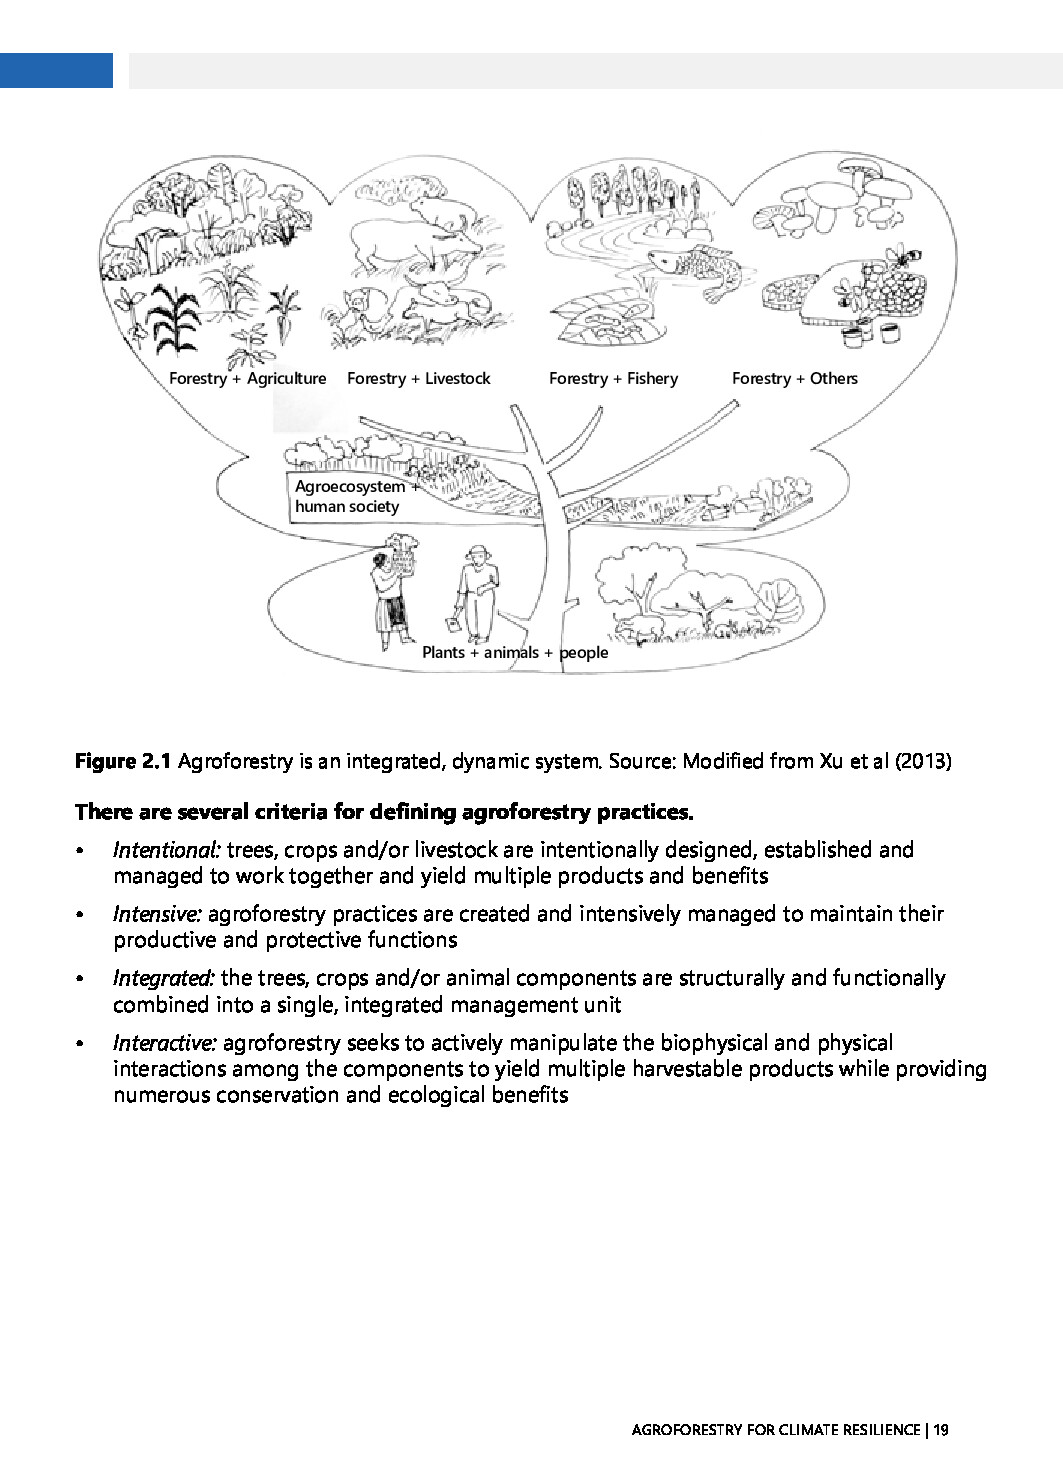 Forestry + Agriculture Forestry + Livestock Forestry + Fishery Forestry + Others
Agroecosystem +
human society
Plants + animals + people
Figure 2.1 Agroforestry is an integrated, dynamic system. Source: Modified from Xu et al (2013)
There are several criteria for defining agroforestry practices.
• Intentional: trees, crops and/or livestock are intentionally designed, established and
managed to work together and yield multiple products and benefits
• Intensive: agroforestry practices are created and intensively managed to maintain their
productive and protective functions
• Integrated: the trees, crops and/or animal components are structurally and functionally
combined into a single, integrated management unit
• Interactive: agroforestry seeks to actively manipulate the biophysical and physical
interactions among the components to yield multiple harvestable products while providing
numerous conservation and ecological benefits
AGROFORESTRY FOR CLIMATE RESILIENCE | 19